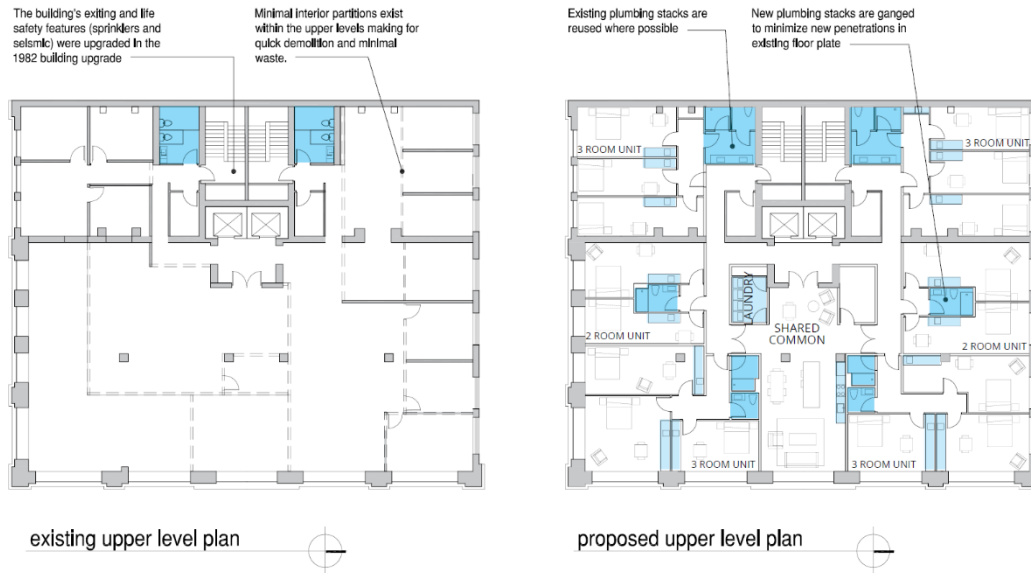 The building's exiting and life
safety features (sprinklers and
seismic) were upgraded in the
1982 building upgrade
Minimal interior partitions exist
within the upper levels making for
quick demolition and minimal
waste.
Existing plumbing stacks are
reused where possible
New plumbing stacks are ganged
to minimize new penetrations in
existing floor plate
3 ROOM UNIT
3 ROOM UNIT
LAUNDRY
SHARED
COMMON
2 ROOM UNIT
2 ROOM UNIT
3 ROOM UNIT
3 ROOM UNIT
existing upper level plan
proposed upper level plan